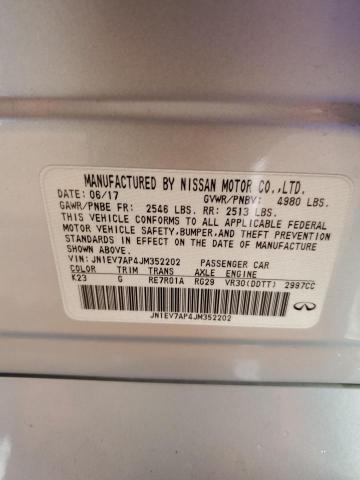 MANUFACTURED BY NISSAN MOTOR CO.,LTD.
DATE: 06/17 GVWR/PNBV: 4980 LBS.
GAWR/PNBE FR: 2546 LBS. RR: 2513 LBS.
THIS VEHICLE CONFORMS TO ALL APPLICABLE FEDERAL
MOTOR VEHICLE SAFETY,BUMPER,AND THEFT PREVENTION
STANDARDS IN EFFECT ON THE DATE OF MANUFACTURE
SHOWN ABOVE.
VIN: JN1EV7AP4JM352202 PASSENGER CAR
COLOR TRIM TRANS AXLE ENGINE
K23 G RE7R01A RG29 VR30(DDTT) 2997CC
JN1EV7AP4JM352202